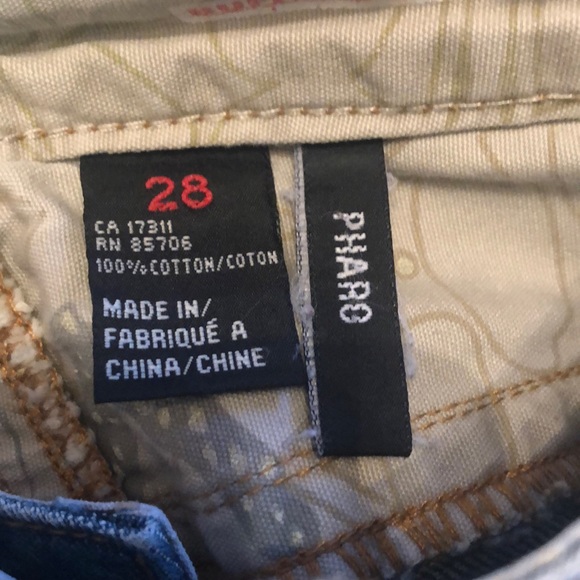 28
CA 17311
RN 85706
100% COTTON/COTON
MADE IN/
FABRIQUÉ A
CHINA/CHINE
PHARO